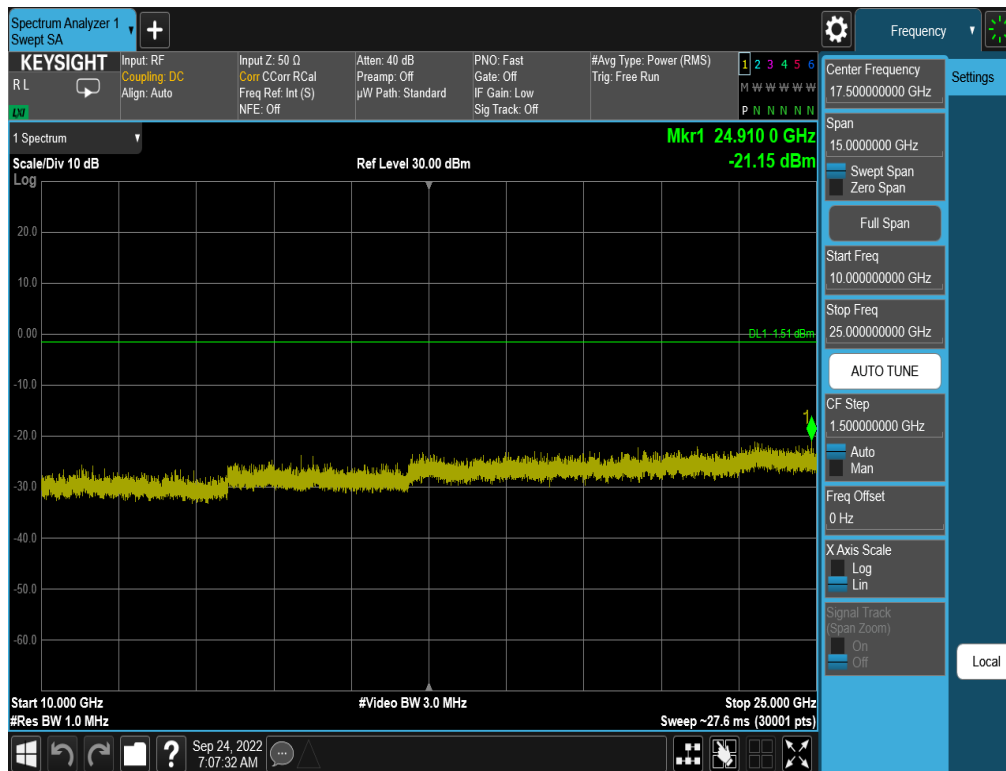 Spectrum Analyzer 1
Swept SA
+
Frequency
KEYSIGHT
R L
LXI
Input: RF
Coupling: DC
Align: Auto
Input Z: 50 Ω
Corr CCorr RCal
Freq Ref: Int (S)
NFE: Off
Atten: 40 dB
Preamp: Off
µW Path: Standard
PNO: Fast
Gate: Off
IF Gain: Low
Sig Track: Off
#Avg Type: Power (RMS)
Trig: Free Run
1 2 3 4 5 6
M W W W W W
P N N N N N
1 Spectrum
Mkr1 24.910 0 GHz
Scale/Div 10 dB
Ref Level 30.00 dBm
-21.15 dBm
Log
20.0
10.0
0.00
DL1 -1.51 dBm
-10.0
-20.0
1
-30.0
-40.0
-50.0
-60.0
Start 10.000 GHz
#Video BW 3.0 MHz
Stop 25.000 GHz
#Res BW 1.0 MHz
Sweep ~27.6 ms (30001 pts)
Center Frequency
17.500000000 GHz
Settings
Span
15.0000000 GHz
Swept Span
Zero Span
Full Span
Start Freq
10.000000000 GHz
Stop Freq
25.000000000 GHz
AUTO TUNE
CF Step
1.500000000 GHz
Auto
Man
Freq Offset
0 Hz
X Axis Scale
Log
Lin
Signal Track
(Span Zoom)
On
Off
Local
?
Sep 24, 2022
7:07:32 AM